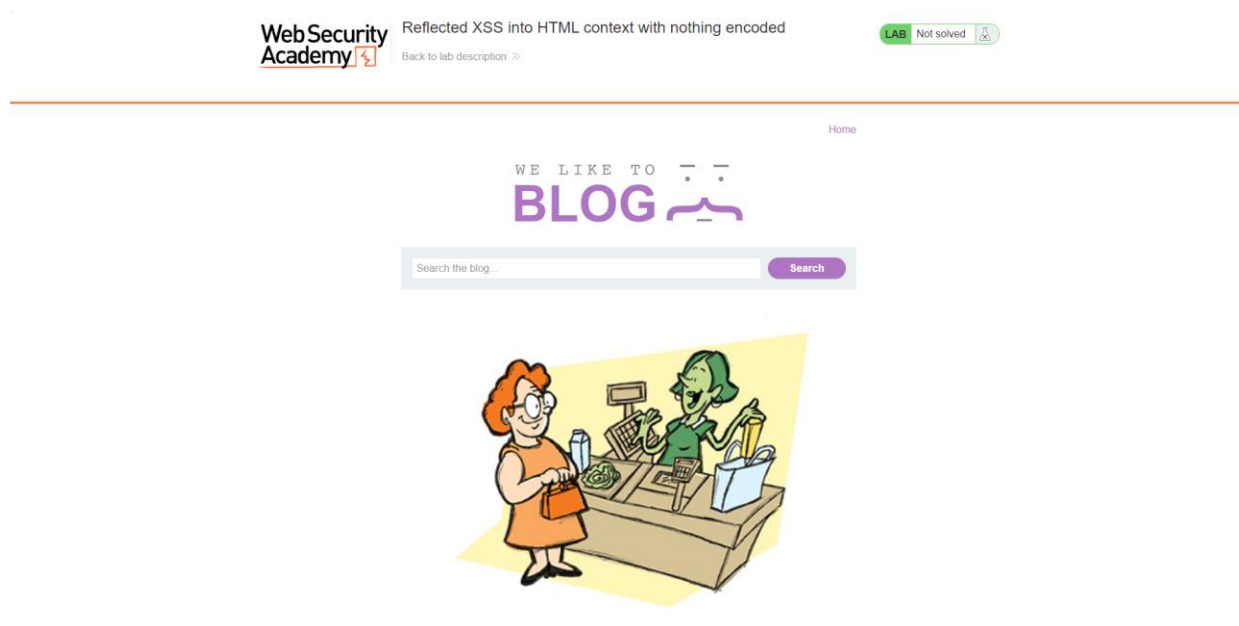 Web Security
Academy
Reflected XSS into HTML context with nothing encoded
Back to lab description »
LAB Not solved
Home
WE LIKE TO
BLOG
Search the blog...
Search